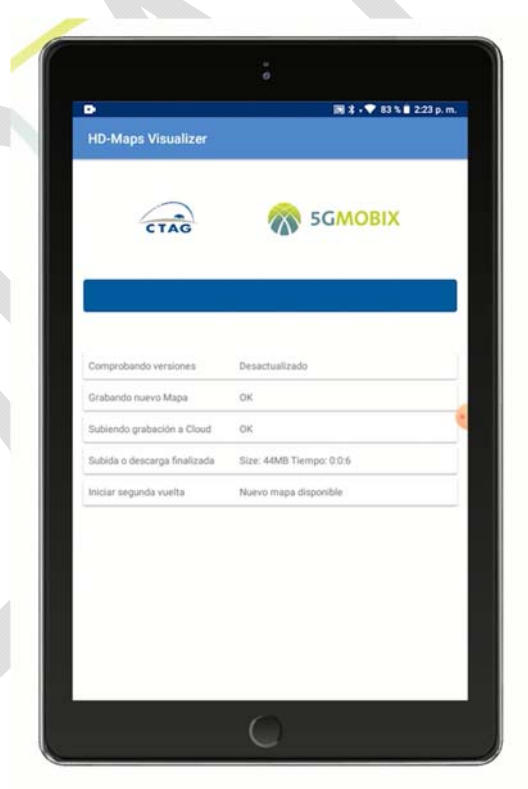 83 % 2:23 p. m.
HD-Maps Visualizer
CTAG
5GMOBIX
Comprobando versiones Desactualizado
Grabando nuevo Mapa OK
Subiendo grabación a Cloud OK
Subida o descarga finalizada Size: 44MB Tiempo: 0:0:6
Iniciar segunda vuelta Nuevo mapa disponible